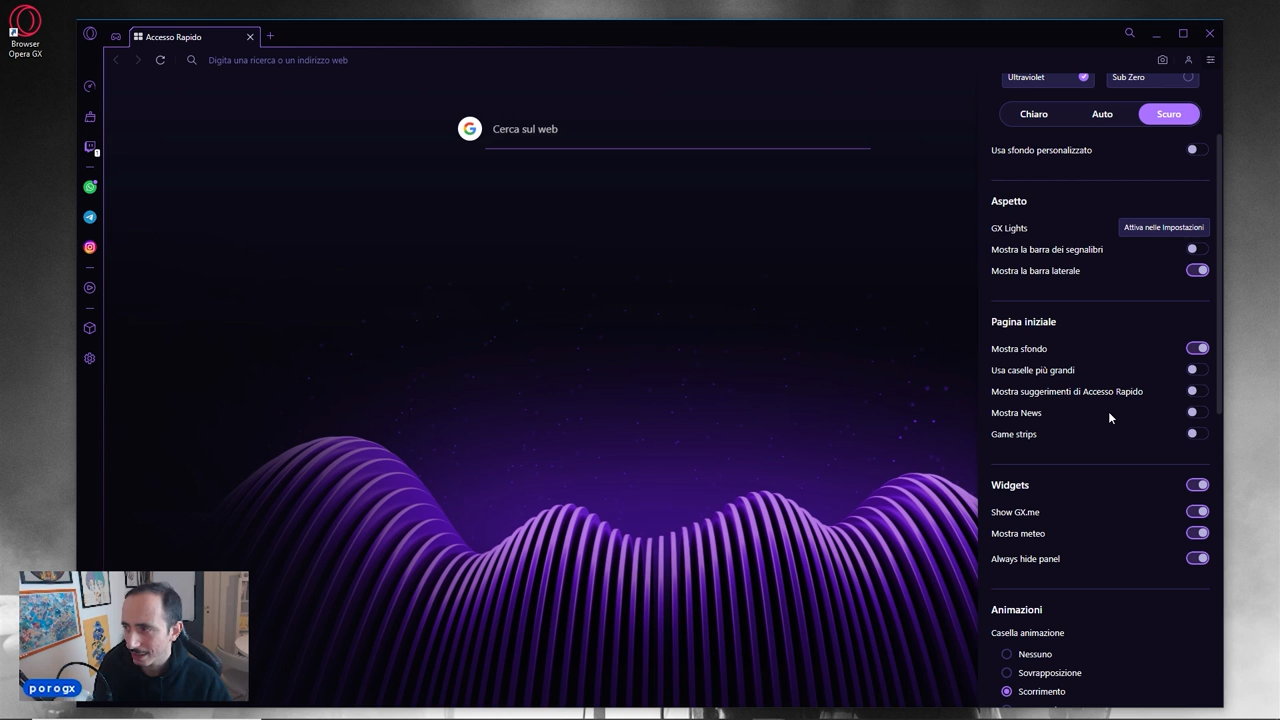 Browser
Opera GX
Accesso Rapido
Digita una ricerca o un indirizzo web
1
Cerca sul web
Ultraviolet
Sub Zero
Chiaro
Auto
Scuro
Usa sfondo personalizzato
Aspetto
GX Lights
Attiva nelle Impostazioni
Mostra la barra dei segnalibri
Mostra la barra laterale
Pagina iniziale
Mostra sfondo
Usa caselle più grandi
Mostra suggerimenti di Accesso Rapido
Mostra News
Game strips
Widgets
Show GX.me
Mostra meteo
Always hide panel
Animazioni
Casella animazione
Nessuno
Sovrapposizione
Scorrimento
porogx